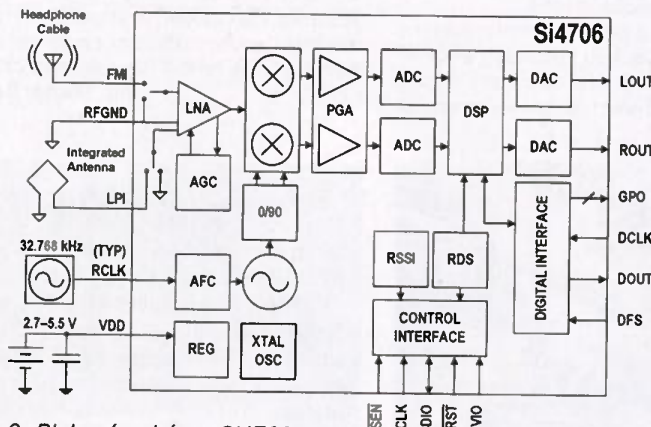 Headphone
Cable
Si4706
FMI
LNA
PGA
ADC
DSP
DAC
LOUT
RFGND
ADC
DAC
ROUT
Integrated
Antenna
LPI
AGC
0/90
DIGITAL INTERFACE
GPO
DCLK
DOUT
DFS
32.768 kHz
(TYP)
RCLK
AFC
RSSI
RDS
2.7–5.5 V
VDD
REG
XTAL
OSC
CONTROL
INTERFACE
SEN
CLK
DIO
RST
VIO